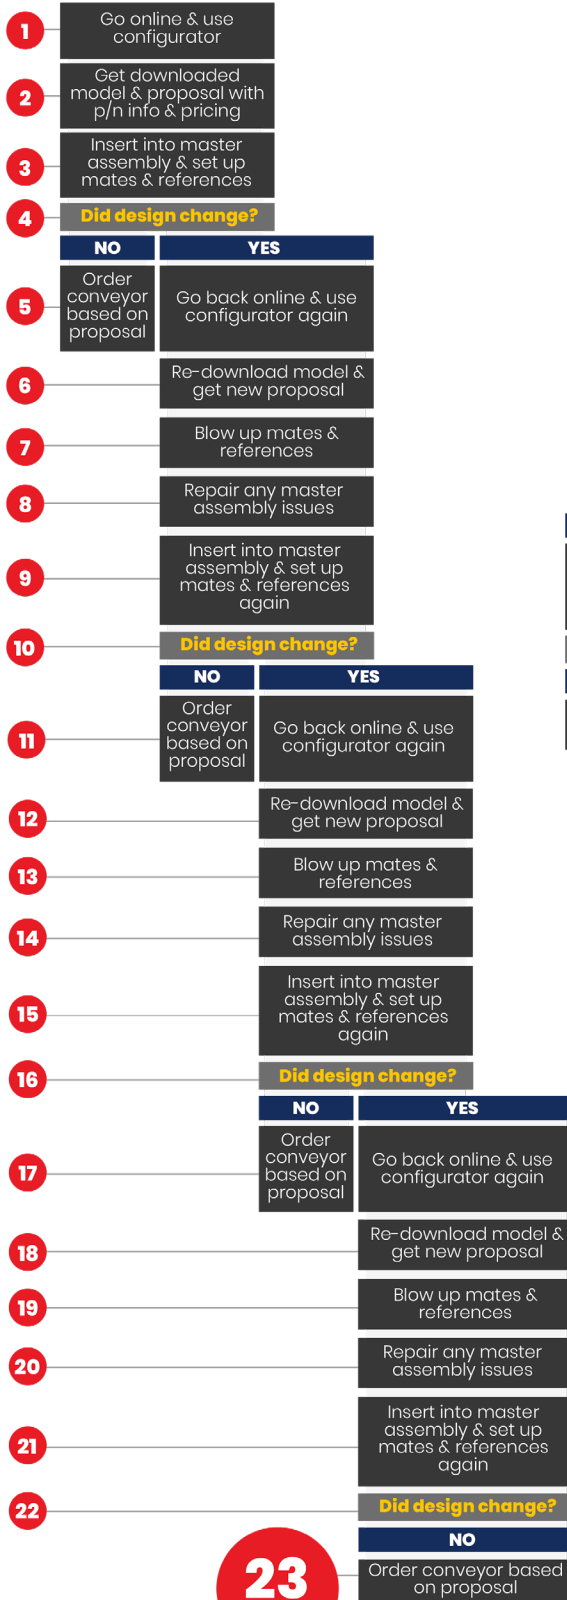 1
Go online & use
configurator
2
Get downloaded
model & proposal with
p/n info & pricing
3
Insert into master
assembly & set up
mates & references
4
Did design change?
NO
YES
5
Order
conveyor
based on
proposal
Go back online & use
configurator again
6
Re-download model &
get new proposal
7
Blow up mates &
references
8
Repair any master
assembly issues
9
Insert into master
assembly & set up
mates & references
again
10
Did design change?
NO
YES
11
Order
conveyor
based on
proposal
Go back online & use
configurator again
12
Re-download model &
get new proposal
13
Blow up mates &
references
14
Repair any master
assembly issues
15
Insert into master
assembly & set up
mates & references
again
16
Did design change?
NO
YES
17
Order
conveyor
based on
proposal
Go back online & use
configurator again
18
Re-download model &
get new proposal
19
Blow up mates &
references
20
Repair any master
assembly issues
21
Insert into master
assembly & set up
mates & references
again
22
Did design change?
NO
23
Order conveyor based
on proposal